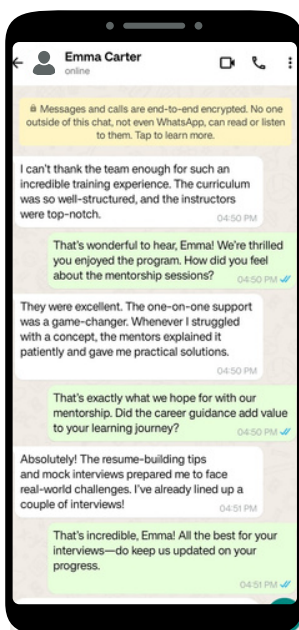 Emma Carter
online
Messages and calls are end-to-end encrypted. No one
outside of this chat, not even WhatsApp, can read or listen
to them. Tap to learn more.
I can't thank the team enough for such an
incredible training experience. The curriculum
was so well-structured, and the instructors
were top-notch.
04:50 PM
That's wonderful to hear, Emma! We're thrilled
you enjoyed the program. How did you feel
about the mentorship sessions?
04:50 PM
They were excellent. The one-on-one support
was a game-changer. Whenever I struggled
with a concept, the mentors explained it
patiently and gave me practical solutions.
04:50 PM
That's exactly what we hope for with our
mentorship. Did the career guidance add value
to your learning journey?
04:50 PM
Absolutely! The resume-building tips
and mock interviews prepared me to face
real-world challenges. I've already lined up a
couple of interviews!
04:51 PM
That's incredible, Emma! All the best for your
interviews—do keep us updated on your
progress.
04:51 PM